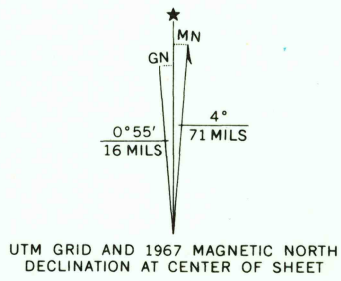 MN
GN
4°
0°55′
71 MILS
16 MILS
UTM GRID AND 1967 MAGNETIC NORTH
DECLINATION AT CENTER OF SHEET